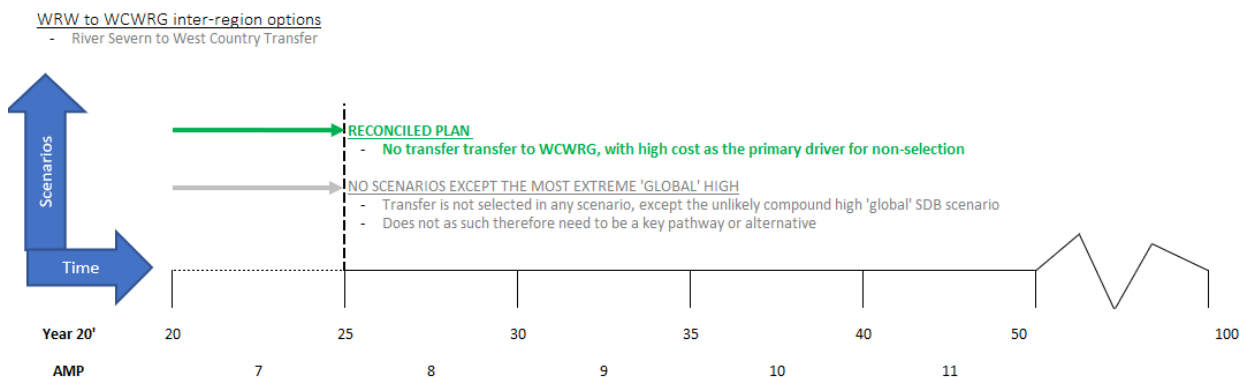 WRW to WCWRG inter-region options
- River Severn to West Country Transfer
Scenarios
RECONCILED PLAN
- No transfer transfer to WCWRG, with high cost as the primary driver for non-selection
NO SCENARIOS EXCEPT THE MOST EXTREME 'GLOBAL' HIGH
- Transfer is not selected in any scenario, except the unlikely compound high 'global' SDB scenario
- Does not as such therefore need to be a key pathway or alternative
Time
Year 20' 20 25 30 35 40 50 100
AMP 7 8 9 10 11